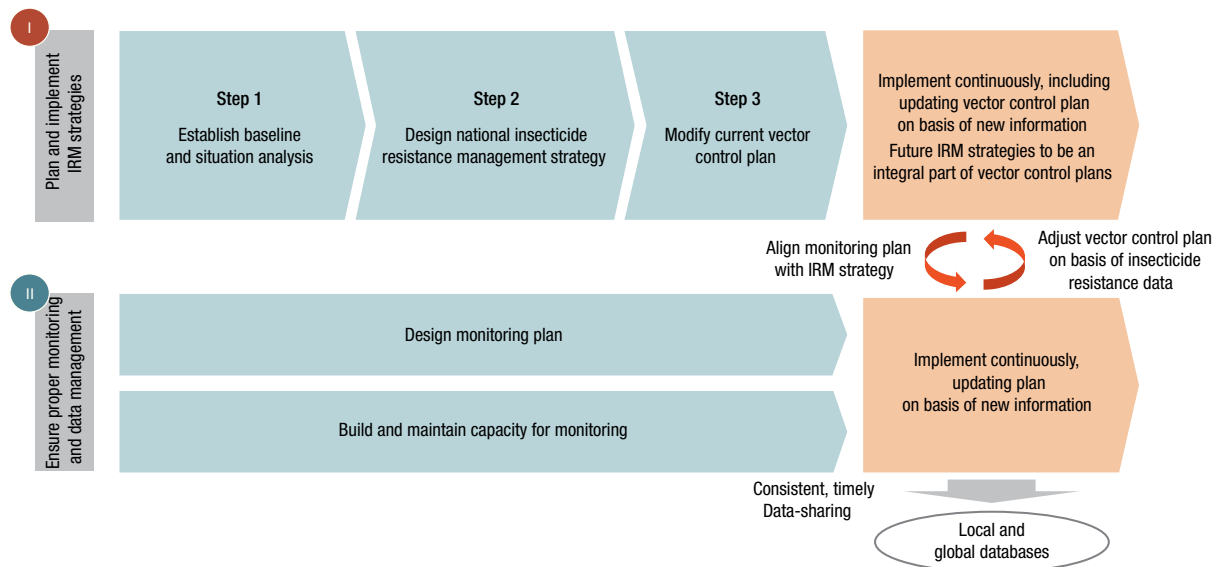 I
Plan and implement
IRM strategies
Step 1
Establish baseline
and situation analysis
Step 2
Design national insecticide
resistance management strategy
Step 3
Modify current vector
control plan
Implement continuously, including
updating vector control plan
on basis of new information
Future IRM strategies to be an
integral part of vector control plans
Align monitoring plan
with IRM strategy
Adjust vector control plan
on basis of insecticide
resistance data
II
Ensure proper monitoring
and data management
Design monitoring plan
Build and maintain capacity for monitoring
Implement continuously,
updating plan
on basis of new information
Consistent, timely
Data-sharing
Local and
global databases